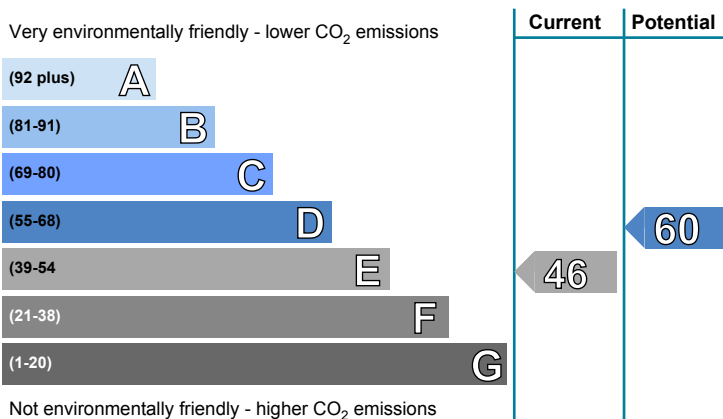 Current Potential
Very environmentally friendly - lower CO2 emissions
(92 plus) A
(81-91) B
(69-80) C
(55-68) D
60
(39-54 E
46
(21-38) F
(1-20) G
Not environmentally friendly - higher CO2 emissions